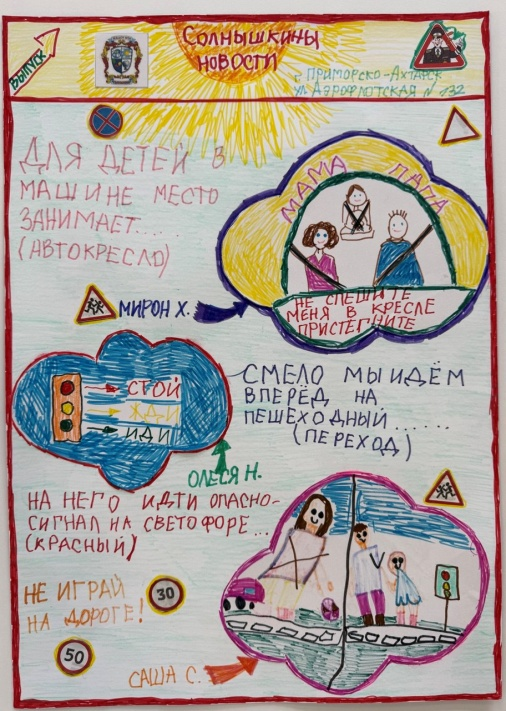 ВЫПУСК
Солнышкины
новости
г. ПРИМОРСКО-АХТАРСК
ул АЭРОФЛОТСКАЯ N 132
ДЛЯ ДЕТЕЙ В
МАШИНЕ МЕСТО
ЗАНИМАЕТ....
(АВТОКРЕСЛО)
МАМА ПАПА
НЕ СПЕШИТЕ
МЕНЯ В КРЕСЛЕ
ПРИСТЕГНИТЕ
МИРОН Х.
СТОЙ
ЖДИ
ИДИ
СМЕЛО МЫ ИДЁМ
ВПЕРЁД НА
ПЕШЕХОДНЫЙ......
(ПЕРЕХОД)
ОЛЕСЯ Н.
НА НЕГО ИДТИ ОПАСНО-
СИГНАЛ НА СВЕТОФОРЕ...
(КРАСНЫЙ)
НЕ ИГРАЙ
НА ДОРОГЕ!
30
50
САША С.